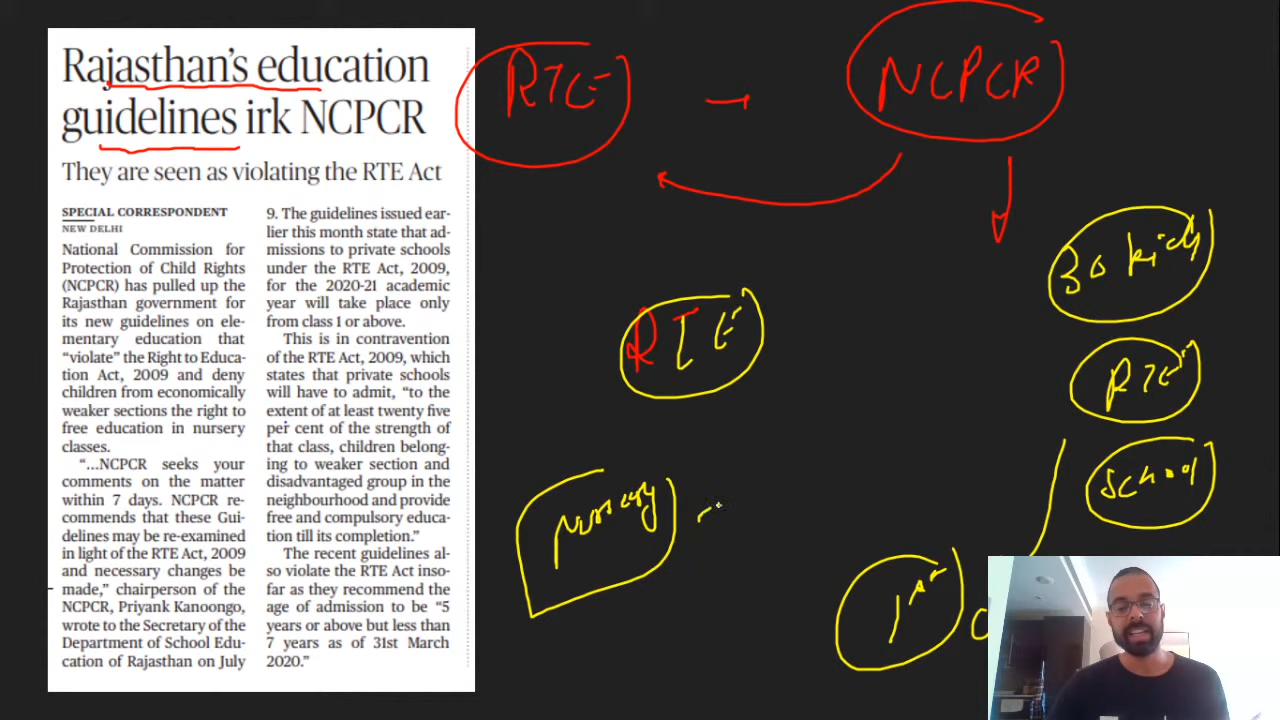 Rajasthan's education
guidelines irk NCPCR
They are seen as violating the RTE Act
SPECIAL CORRESPONDENT
NEW DELHI
National Commission for
Protection of Child Rights
(NCPCR) has pulled up the
Rajasthan government for
its new guidelines on ele-
mentary education that
“violate” the Right to Educa-
tion Act, 2009 and deny
children from economically
weaker sections the right to
free education in nursery
classes.
“...NCPCR seeks your
comments on the matter
within 7 days. NCPCR re-
commends that these Gui-
delines may be re-examined
in light of the RTE Act, 2009
and necessary changes be
made,” chairperson of the
NCPCR, Priyank Kanoongo,
wrote to the Secretary of the
Department of School Edu-
cation of Rajasthan on July
9. The guidelines issued ear-
lier this month state that ad-
missions to private schools
under the RTE Act, 2009,
for the 2020-21 academic
year will take place only
from class 1 or above.
This is in contravention
of the RTE Act, 2009, which
states that private schools
will have to admit, “to the
extent of at least twenty five
per cent of the strength of
that class, children belong-
ing to weaker section and
disadvantaged group in the
neighbourhood and provide
free and compulsory educa-
tion till its completion.”
The recent guidelines al-
so violate the RTE Act inso-
far as they recommend the
age of admission to be “5
years or above but less than
7 years as of 31st March
2020.”
RTE
NCPCR
30 kids
RTE
RTE
School
Nursery
1st